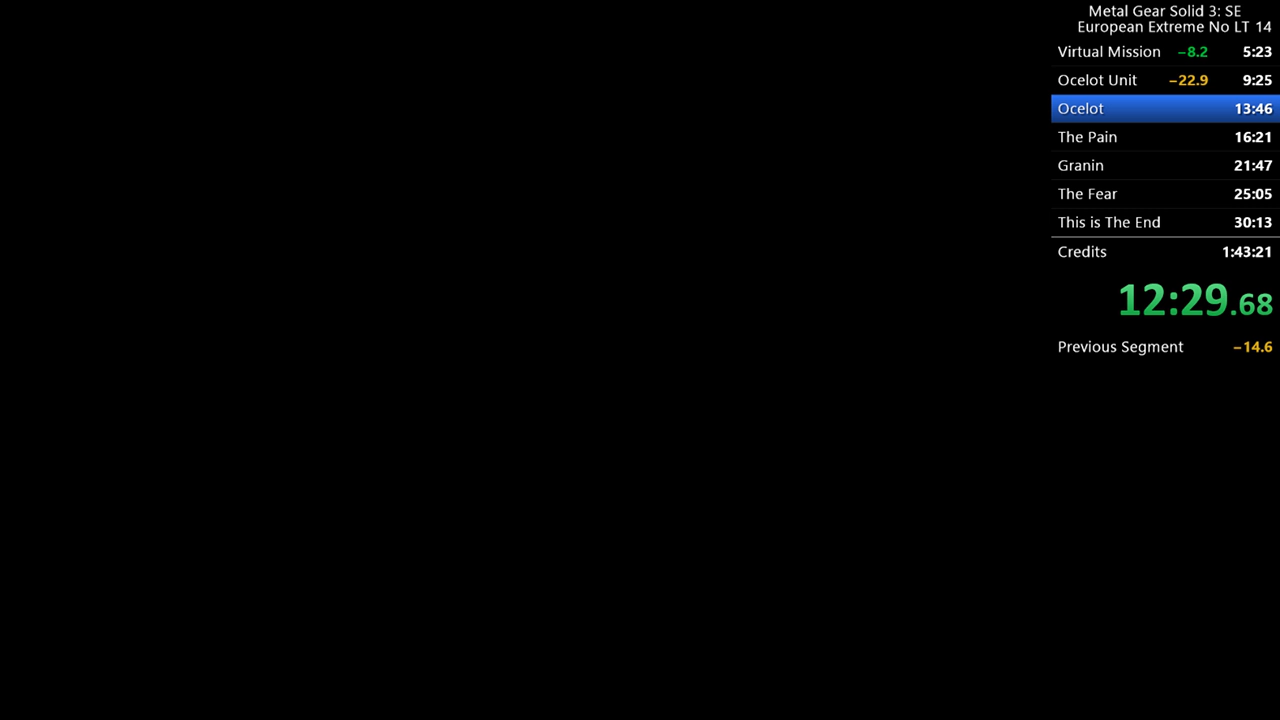 Metal Gear Solid 3: SE
European Extreme No LT 14
Virtual Mission −8.2 5:23
Ocelot Unit −22.9 9:25
Ocelot 13:46
The Pain 16:21
Granin 21:47
The Fear 25:05
This is The End 30:13
Credits 1:43:21
12:29.68
Previous Segment −14.6